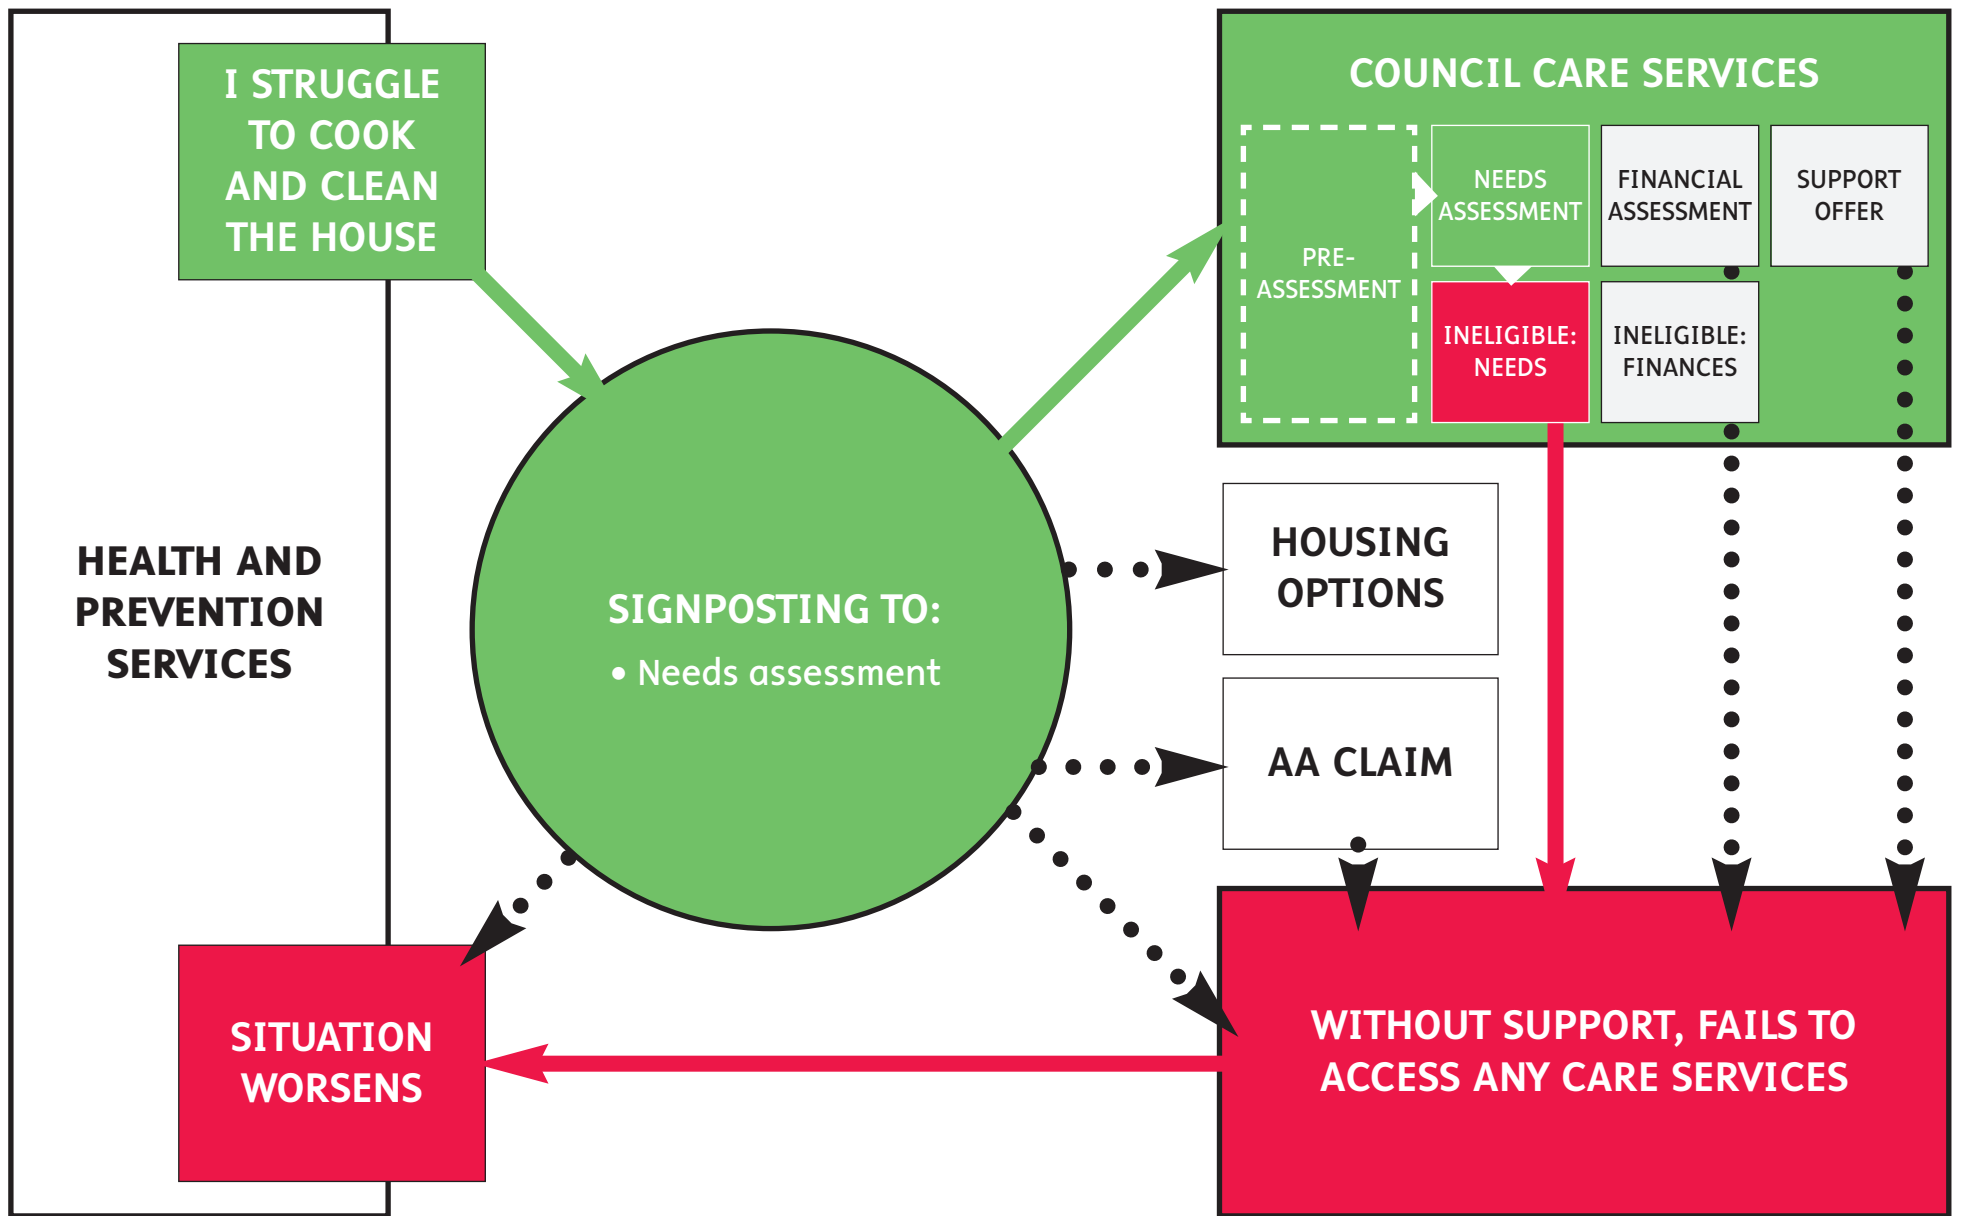 I STRUGGLE
TO COOK
AND CLEAN
THE HOUSE
HEALTH AND
PREVENTION
SERVICES
SITUATION
WORSENS
SIGNPOSTING TO:
• Needs assessment
COUNCIL CARE SERVICES
PRE-
ASSESSMENT
NEEDS
ASSESSMENT
FINANCIAL
ASSESSMENT
SUPPORT
OFFER
INELIGIBLE:
NEEDS
INELIGIBLE:
FINANCES
HOUSING
OPTIONS
AA CLAIM
WITHOUT SUPPORT, FAILS TO
ACCESS ANY CARE SERVICES